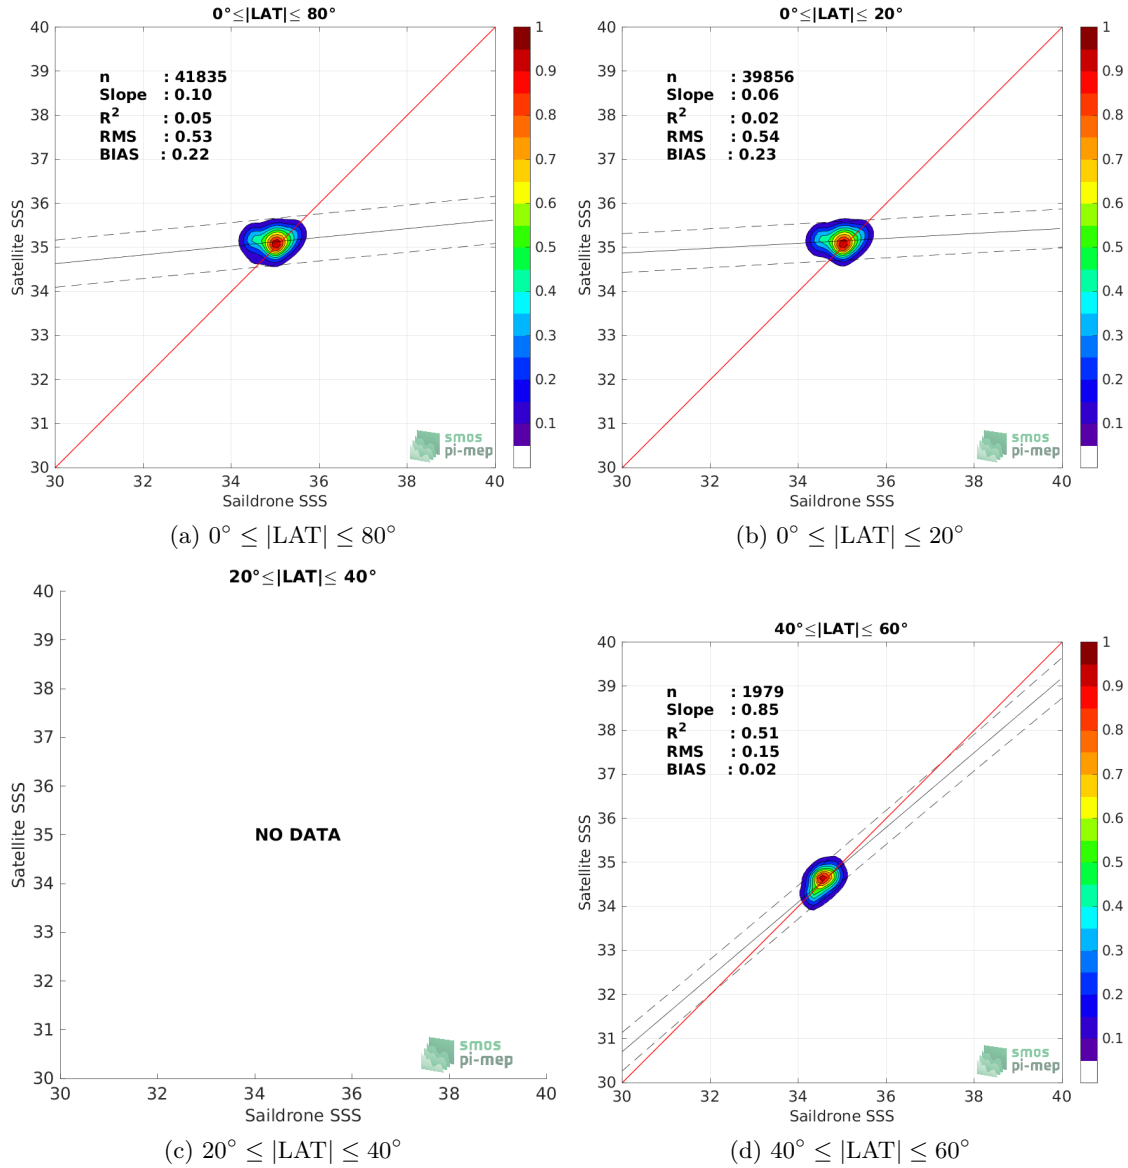 0°≤|LAT|≤ 80°
40
39
38
37
36
35
34
33
32
31
30
Satellite SSS
n : 41835
Slope : 0.10
R² : 0.05
RMS : 0.53
BIAS : 0.22
smos
pi-mep
30 32 34 36 38 40
Saildrone SSS
1
0.9
0.8
0.7
0.6
0.5
0.4
0.3
0.2
0.1
(a) 0° ≤ |LAT| ≤ 80°
0°≤|LAT|≤ 20°
40
39
38
37
36
35
34
33
32
31
30
Satellite SSS
n : 39856
Slope : 0.06
R² : 0.02
RMS : 0.54
BIAS : 0.23
smos
pi-mep
30 32 34 36 38 40
Saildrone SSS
1
0.9
0.8
0.7
0.6
0.5
0.4
0.3
0.2
0.1
(b) 0° ≤ |LAT| ≤ 20°
20°≤|LAT|≤ 40°
40
39
38
37
36
35
34
33
32
31
30
Satellite SSS
NO DATA
smos
pi-mep
30 32 34 36 38 40
Saildrone SSS
(c) 20° ≤ |LAT| ≤ 40°
40°≤|LAT|≤ 60°
40
39
38
37
36
35
34
33
32
31
30
Satellite SSS
n : 1979
Slope : 0.85
R² : 0.51
RMS : 0.15
BIAS : 0.02
smos
pi-mep
30 32 34 36 38 40
Saildrone SSS
1
0.9
0.8
0.7
0.6
0.5
0.4
0.3
0.2
0.1
(d) 40° ≤ |LAT| ≤ 60°